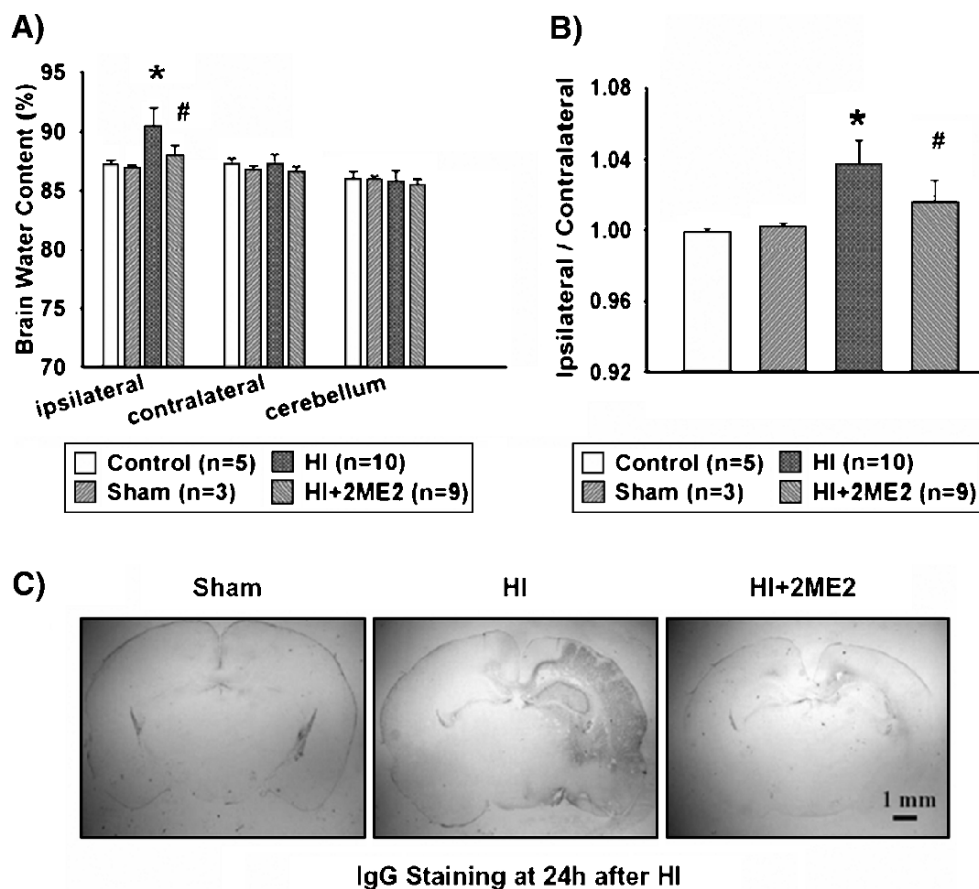 A)
Brain Water Content (%)
95
90
85
80
75
70
*
#
ipsilateral
contralateral
cerebellum
Control (n=5) HI (n=10)
Sham (n=3) HI+2ME2 (n=9)
B)
Ipsilateral / Contralateral
1.08
1.04
1.00
0.96
0.92
*
#
Control (n=5) HI (n=10)
Sham (n=3) HI+2ME2 (n=9)
C)
Sham HI HI+2ME2
1 mm
IgG Staining at 24h after HI